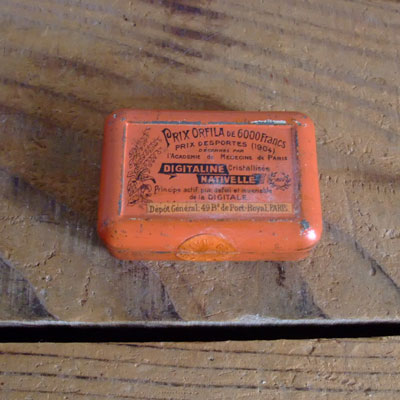 PRIX ORFILA DE 6000 Francs
PRIX DESPORTES (1904)
DÉCERNÉS PAR
L'ACADÉMIE DE MÉDECINE DE PARIS
DIGITALINE Cristallisée
NATIVELLE
Principe actif pur défini et invariable
de la DIGITALE
Dépôt Général, 49 Bd de Port-Royal, PARIS